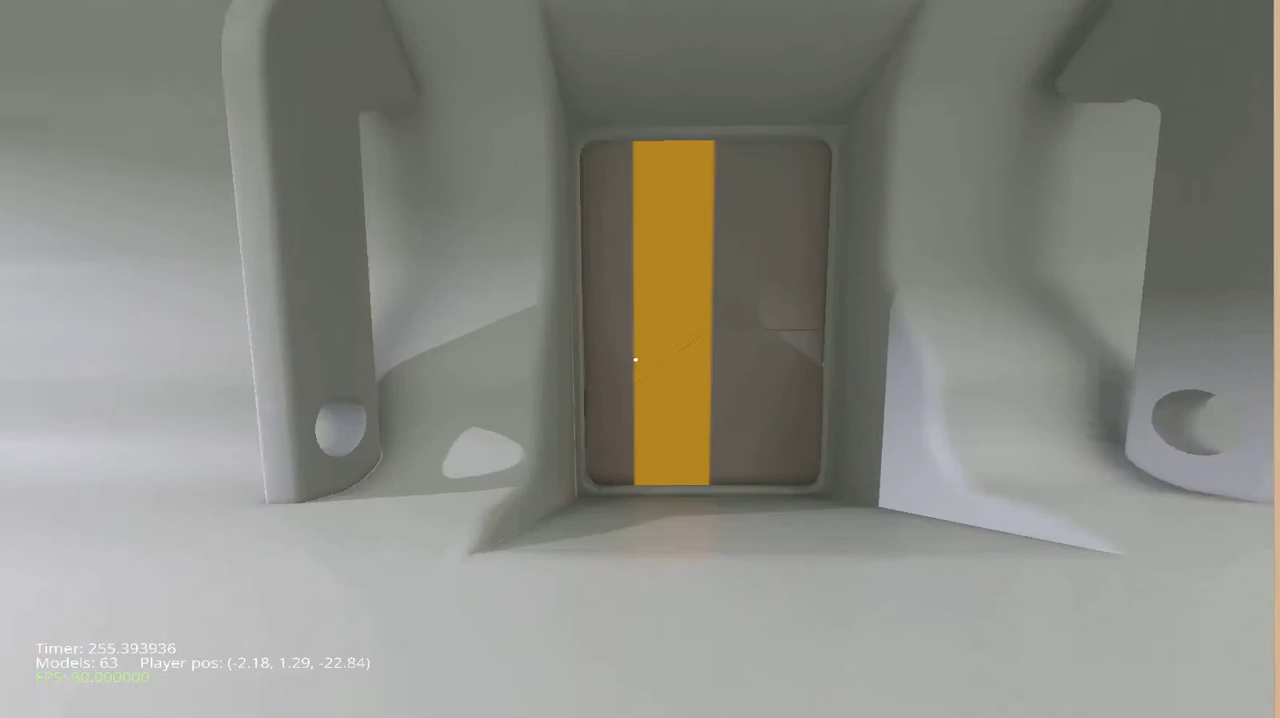 Timer: 255.393936
Models: 63 Player pos: (-2.18, 1.29, -22.84)
FPS: 80.000000